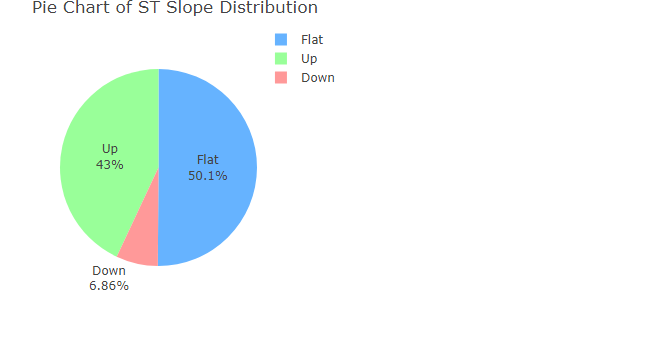 Pie Chart of ST Slope Distribution
Flat
Up
Down
Up
43%
Flat
50.1%
Down
6.86%